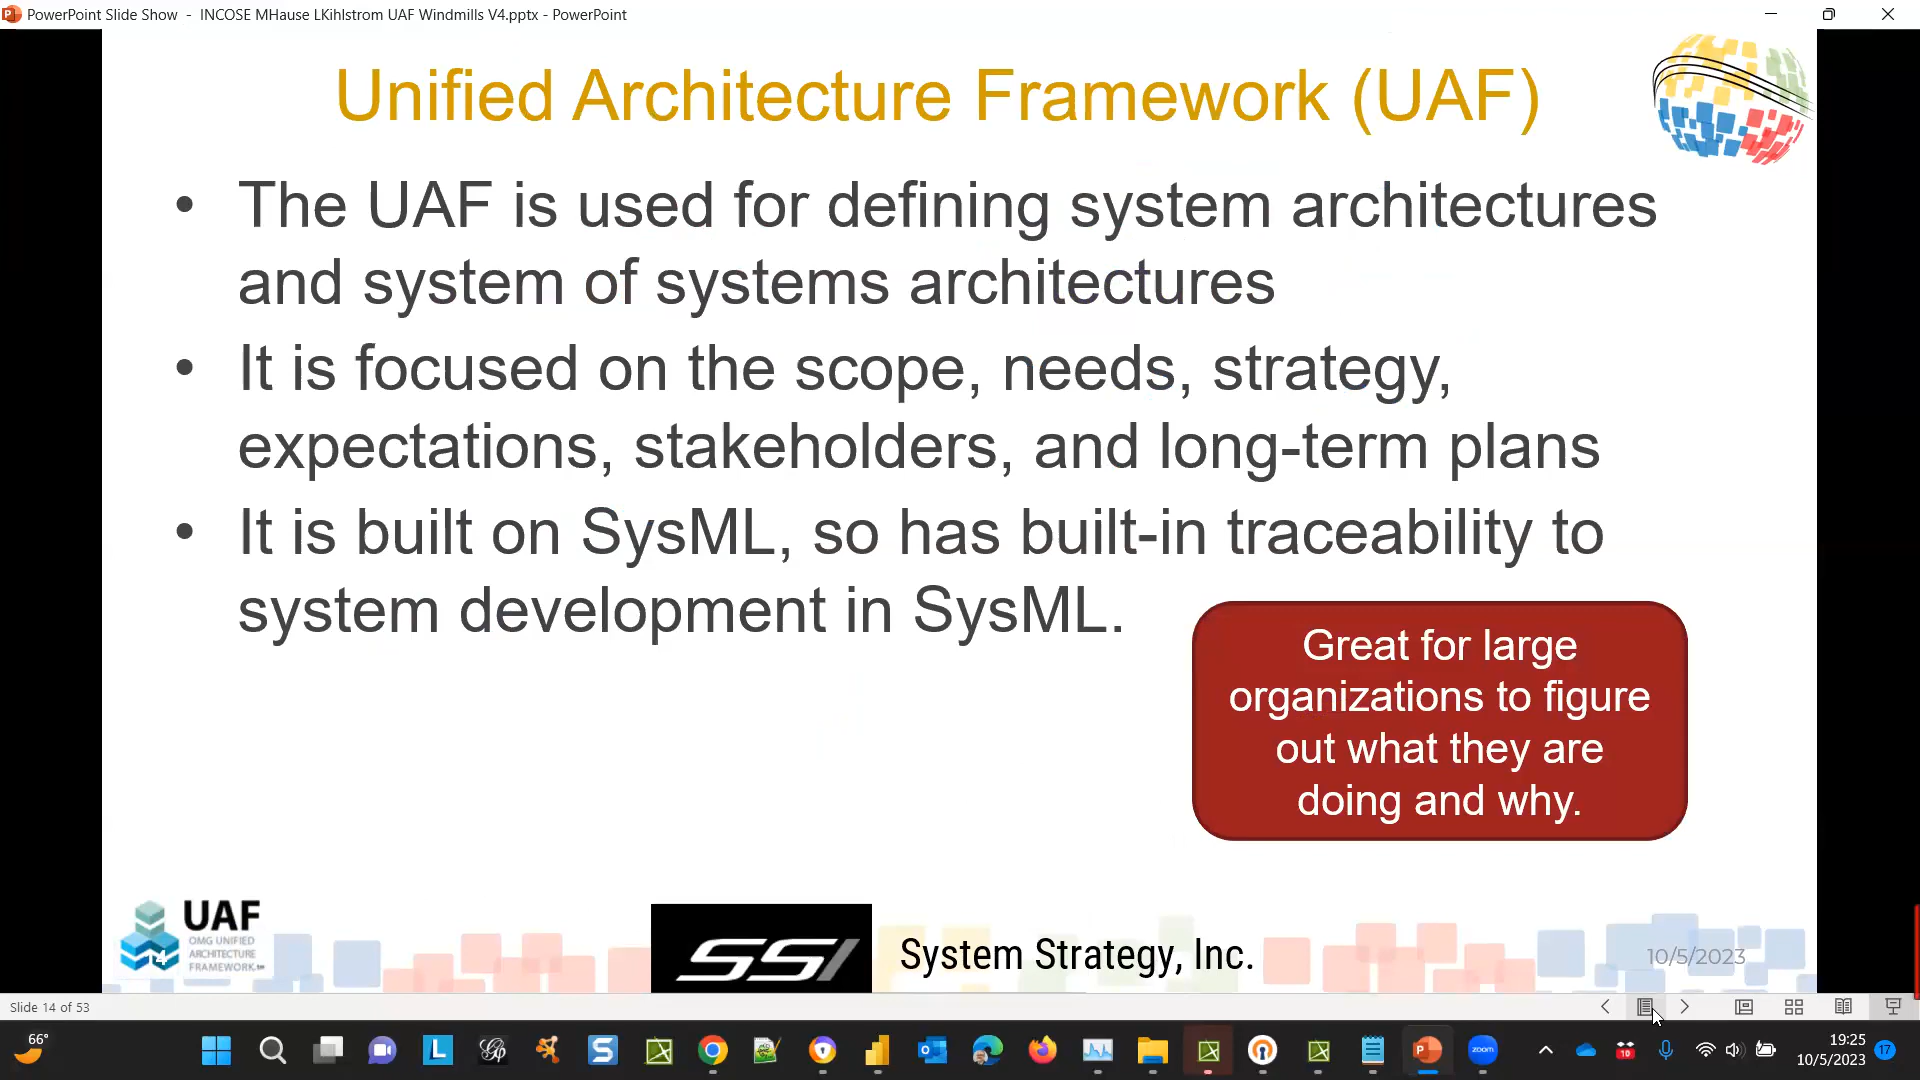 PowerPoint Slide Show - INCOSE MHause LKihlstrom UAF Windmills V4.pptx - PowerPoint
Unified Architecture Framework (UAF)
• The UAF is used for defining system architectures
and system of systems architectures
• It is focused on the scope, needs, strategy,
expectations, stakeholders, and long-term plans
• It is built on SysML, so has built-in traceability to
system development in SysML.
Great for large
organizations to figure
out what they are
doing and why.
UAF
OMG UNIFIED
ARCHITECTURE
FRAMEWORK
14
SSI
System Strategy, Inc.
10/5/2023
Slide 14 of 53
66°
L
S
zoom
10
19:25
10/5/2023
17